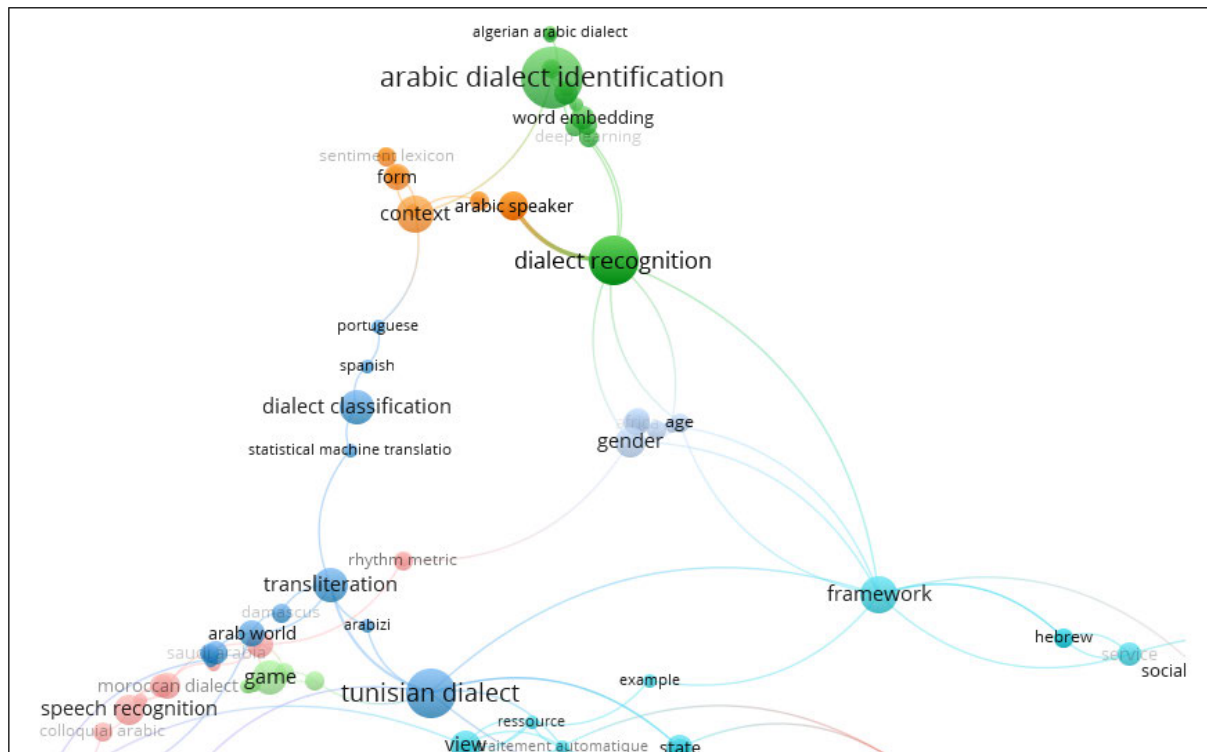 algerian arabic dialect
arabic dialect identification
word embedding
deep learning
sentiment lexicon
form
arabic speaker
context
dialect recognition
portuguese
spanish
dialect classification
africa
age
gender
statistical machine translatio
rhythm metric
transliteration
framework
damascus
arabizi
arab world
hebrew
saudi arabia
service
social
game
moroccan dialect
example
tunisian dialect
speech recognition
ressource
colloquial arabic
view
traitement automatique
state